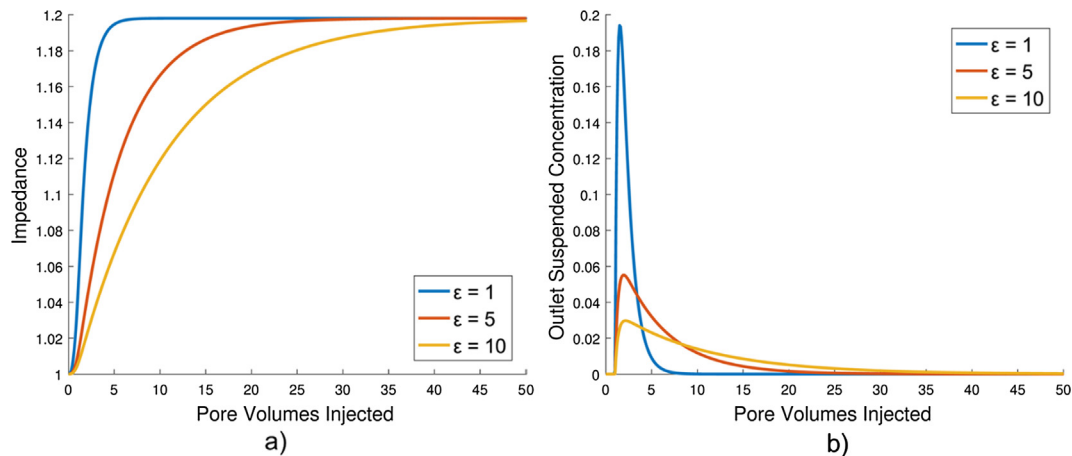 1.2
1.18
1.16
1.14
1.12
1.1
1.08
1.06
1.04
1.02
1
Impedance
0 5 10 15 20 25 30 35 40 45 50
Pore Volumes Injected
ε = 1
ε = 5
ε = 10
a)
0.2
0.18
0.16
0.14
0.12
0.1
0.08
0.06
0.04
0.02
0
Outlet Suspended Concentration
0 5 10 15 20 25 30 35 40 45 50
Pore Volumes Injected
ε = 1
ε = 5
ε = 10
b)